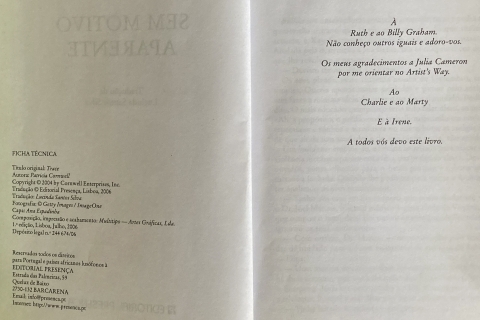 SEM MOTIVO
APARENTE
FICHA TÉCNICA
Título original: Trace
Autora: Patricia Cornwell
Copyright © 2004 by Cornwell Enterprises, Inc.
© Editorial Presença, Lisboa, 2006
Tradução: Lucinda Santos Silva
Fotografia: © Getty Images / ImageOne
Capa: Ana Espadinha
Composição, impressão e acabamento: Multitipo — Artes Gráficas, Lda.
1.ª edição, Lisboa, Julho, 2006
Depósito legal n.º 244 674/06
Reservados todos os direitos
para Portugal e países africanos lusófonos à
EDITORIAL PRESENÇA
Estrada das Palmeiras, 59
Queluz de Baixo
2730-132 BARCARENA
Email: info@presenca.pt
Internet: http://www.presenca.pt
À
Ruth e ao Billy Graham.
Não conheço outros iguais e adoro-vos.
Os meus agradecimentos a Julia Cameron
por me orientar no Artist's Way.
Ao
Charlie e ao Marty
E à Irene.
A todos vós devo este livro.